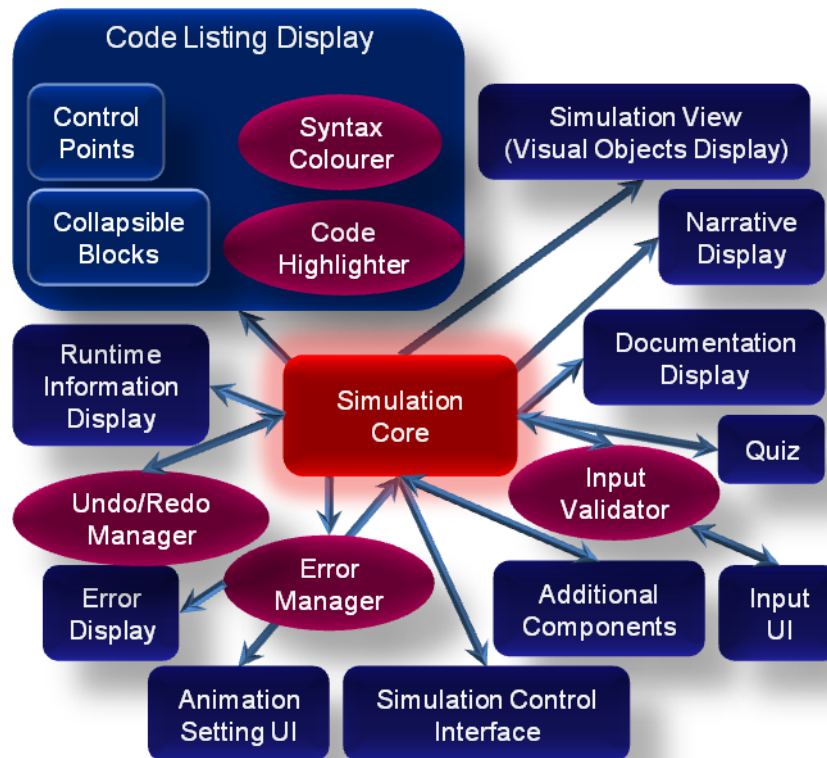 Code Listing Display
Control
Points
Syntax
Colourer
Collapsible
Blocks
Code
Highlighter
Simulation View
(Visual Objects Display)
Narrative
Display
Runtime
Information
Display
Simulation
Core
Documentation
Display
Quiz
Undo/Redo
Manager
Input
Validator
Error
Display
Error
Manager
Additional
Components
Input
UI
Animation
Setting UI
Simulation Control
Interface